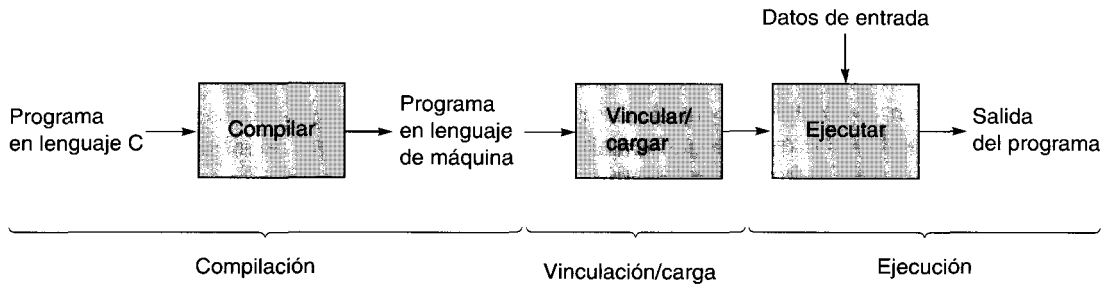 Datos de entrada
Programa
en lenguaje C
Compilar
Programa
en lenguaje
de máquina
Vincular/
cargar
Ejecutar
Salida
del programa
Compilación
Vinculación/carga
Ejecución